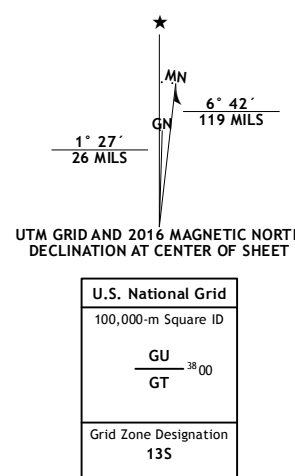 ★
MN
GN
6° 42´
119 MILS
1° 27´
26 MILS
UTM GRID AND 2016 MAGNETIC NORTH
DECLINATION AT CENTER OF SHEET
U.S. National Grid
100,000-m Square ID
GU
3800
GT
Grid Zone Designation
13S